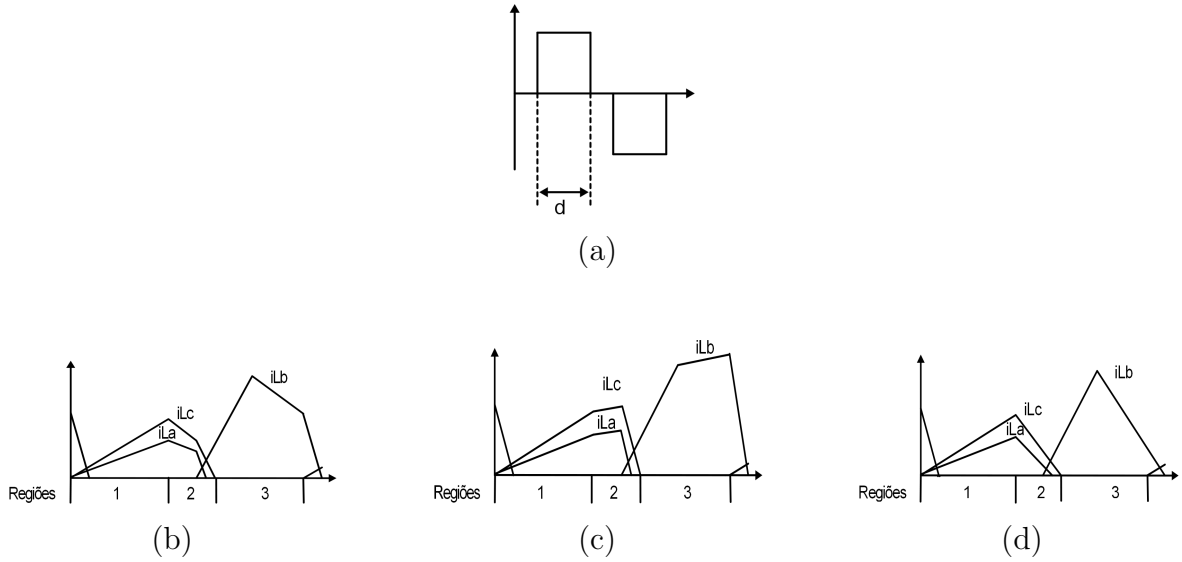 d
(a)
iLb
iLc
iLa
Regiões 1 2 3
(b)
iLb
iLc
iLa
Regiões 1 2 3
(c)
iLb
iLc
iLa
Regiões 1 2 3
(d)